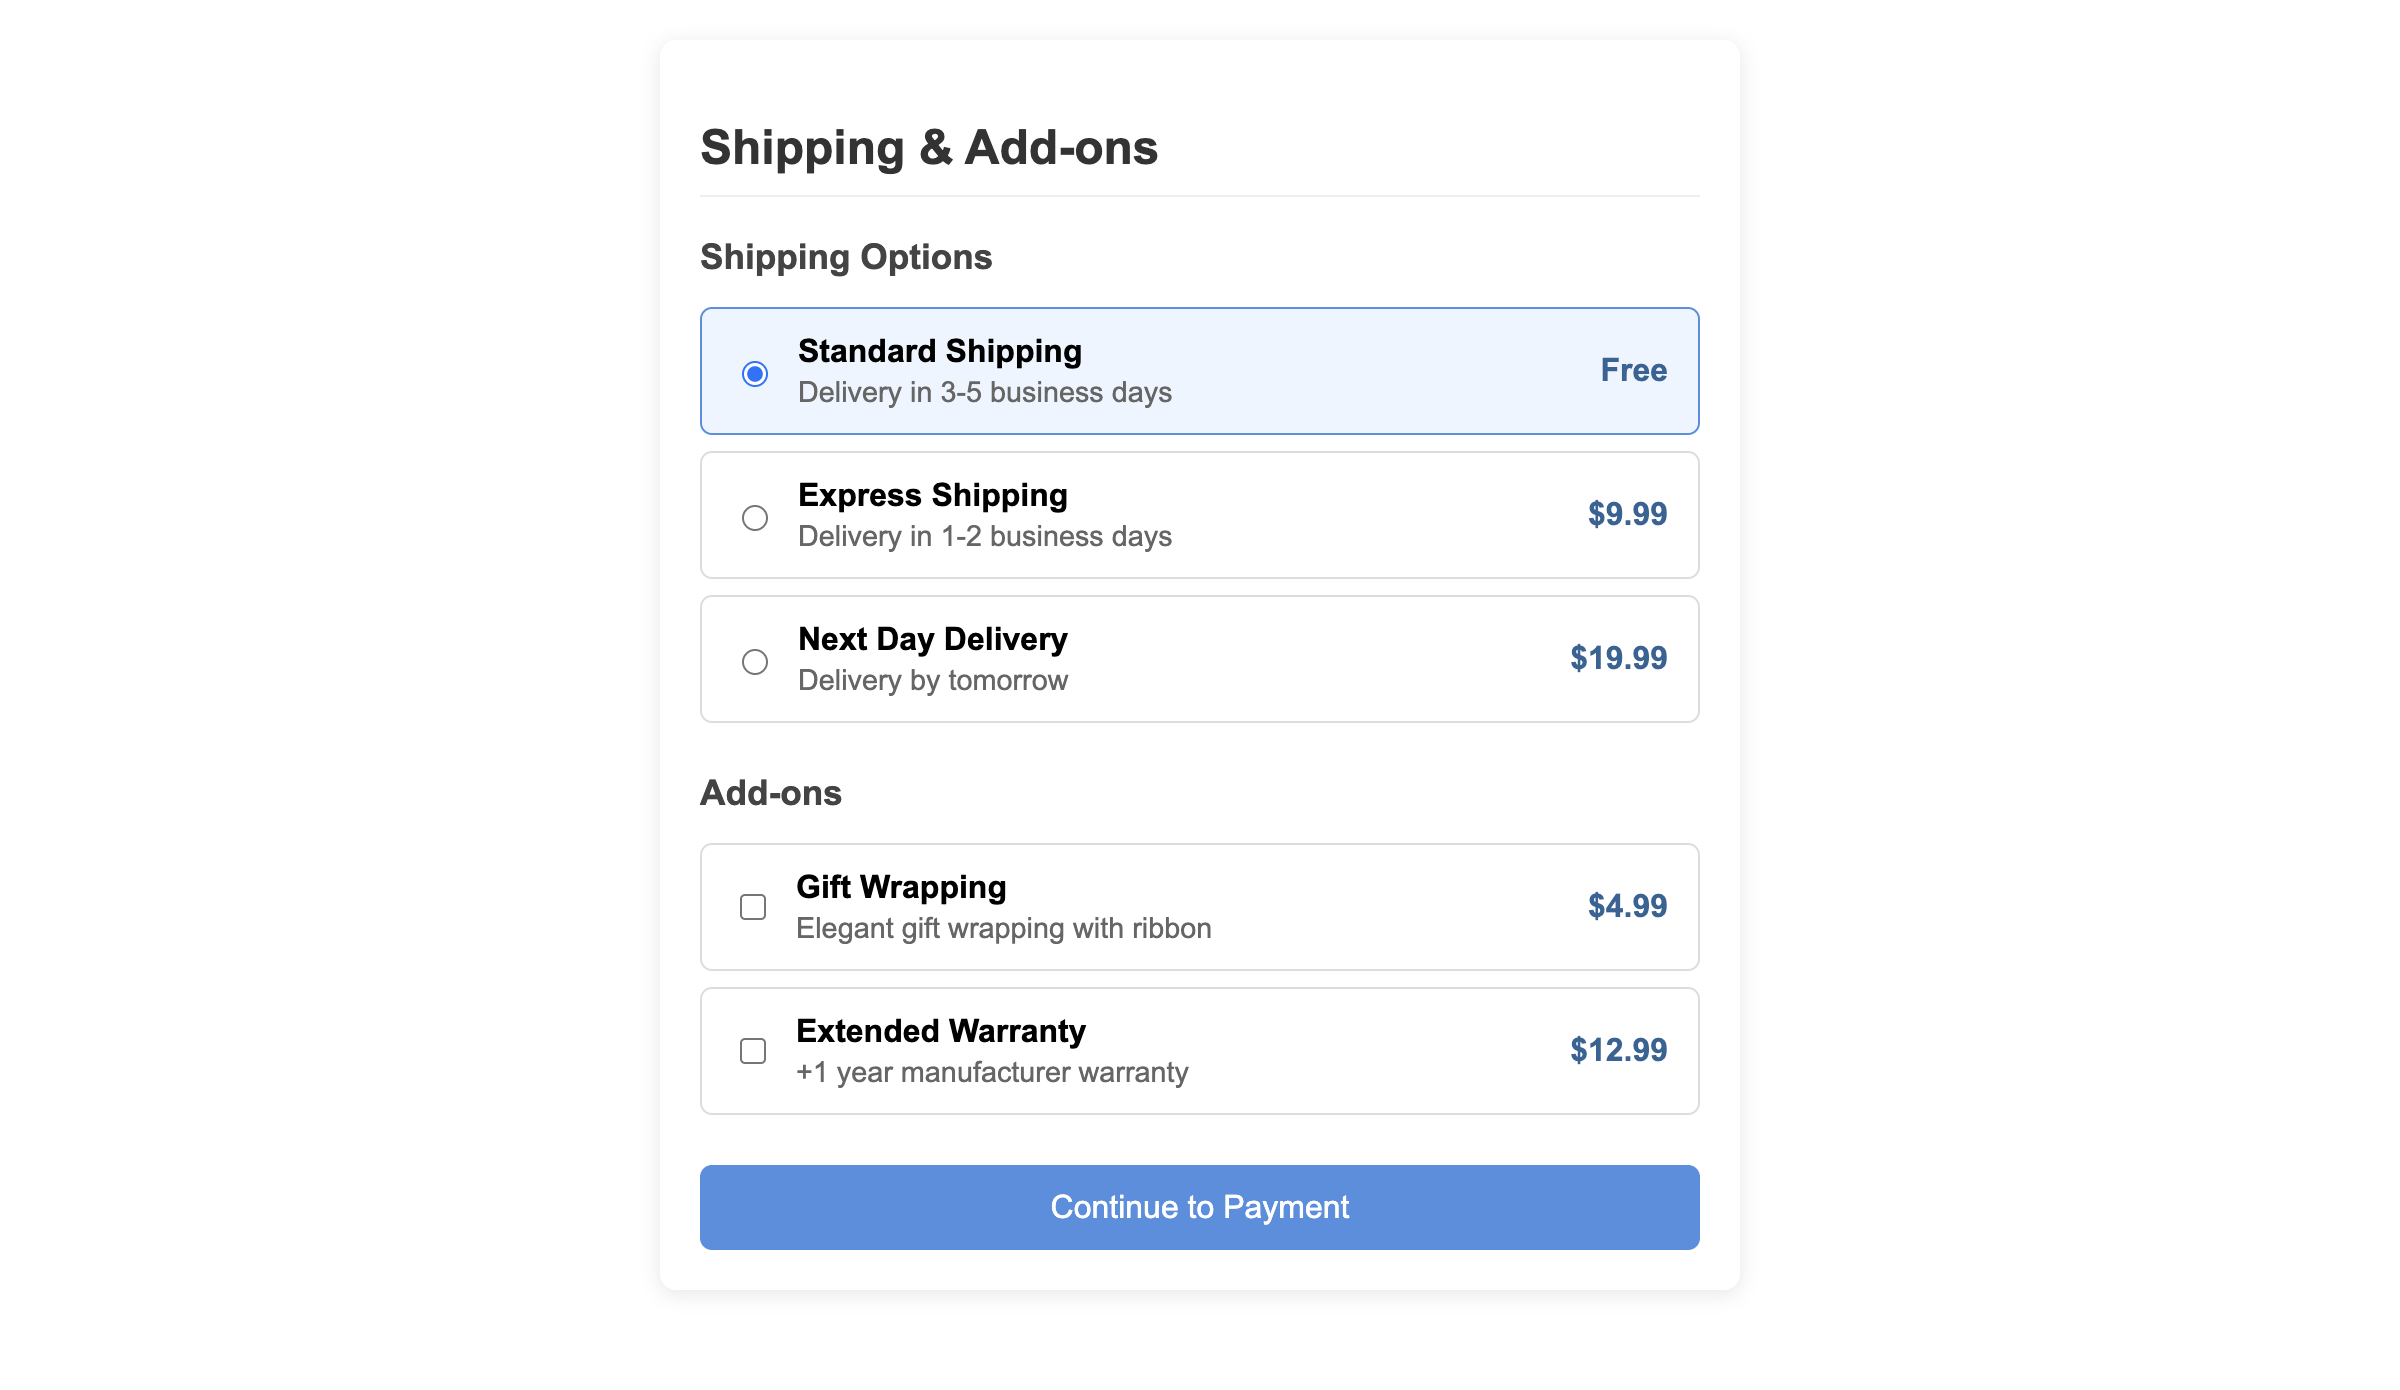 Shipping & Add-ons
Shipping Options
Standard Shipping
Delivery in 3-5 business days
Free
Express Shipping
Delivery in 1-2 business days
$9.99
Next Day Delivery
Delivery by tomorrow
$19.99
Add-ons
Gift Wrapping
Elegant gift wrapping with ribbon
$4.99
Extended Warranty
+1 year manufacturer warranty
$12.99
Continue to Payment